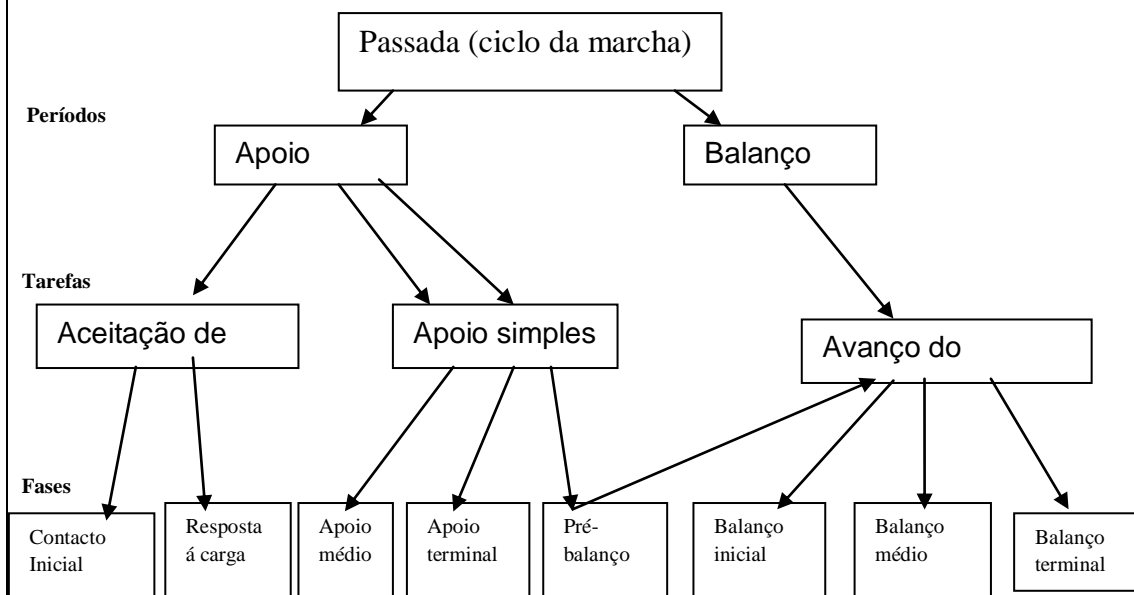 Passada (ciclo da marcha)
Períodos
Apoio
Balanço
Tarefas
Aceitação de
Apoio simples
Avanço do
Fases
Contacto
Inicial
Resposta
á carga
Apoio
médio
Apoio
terminal
Pré-
balanço
Balanço
inicial
Balanço
médio
Balanço
terminal